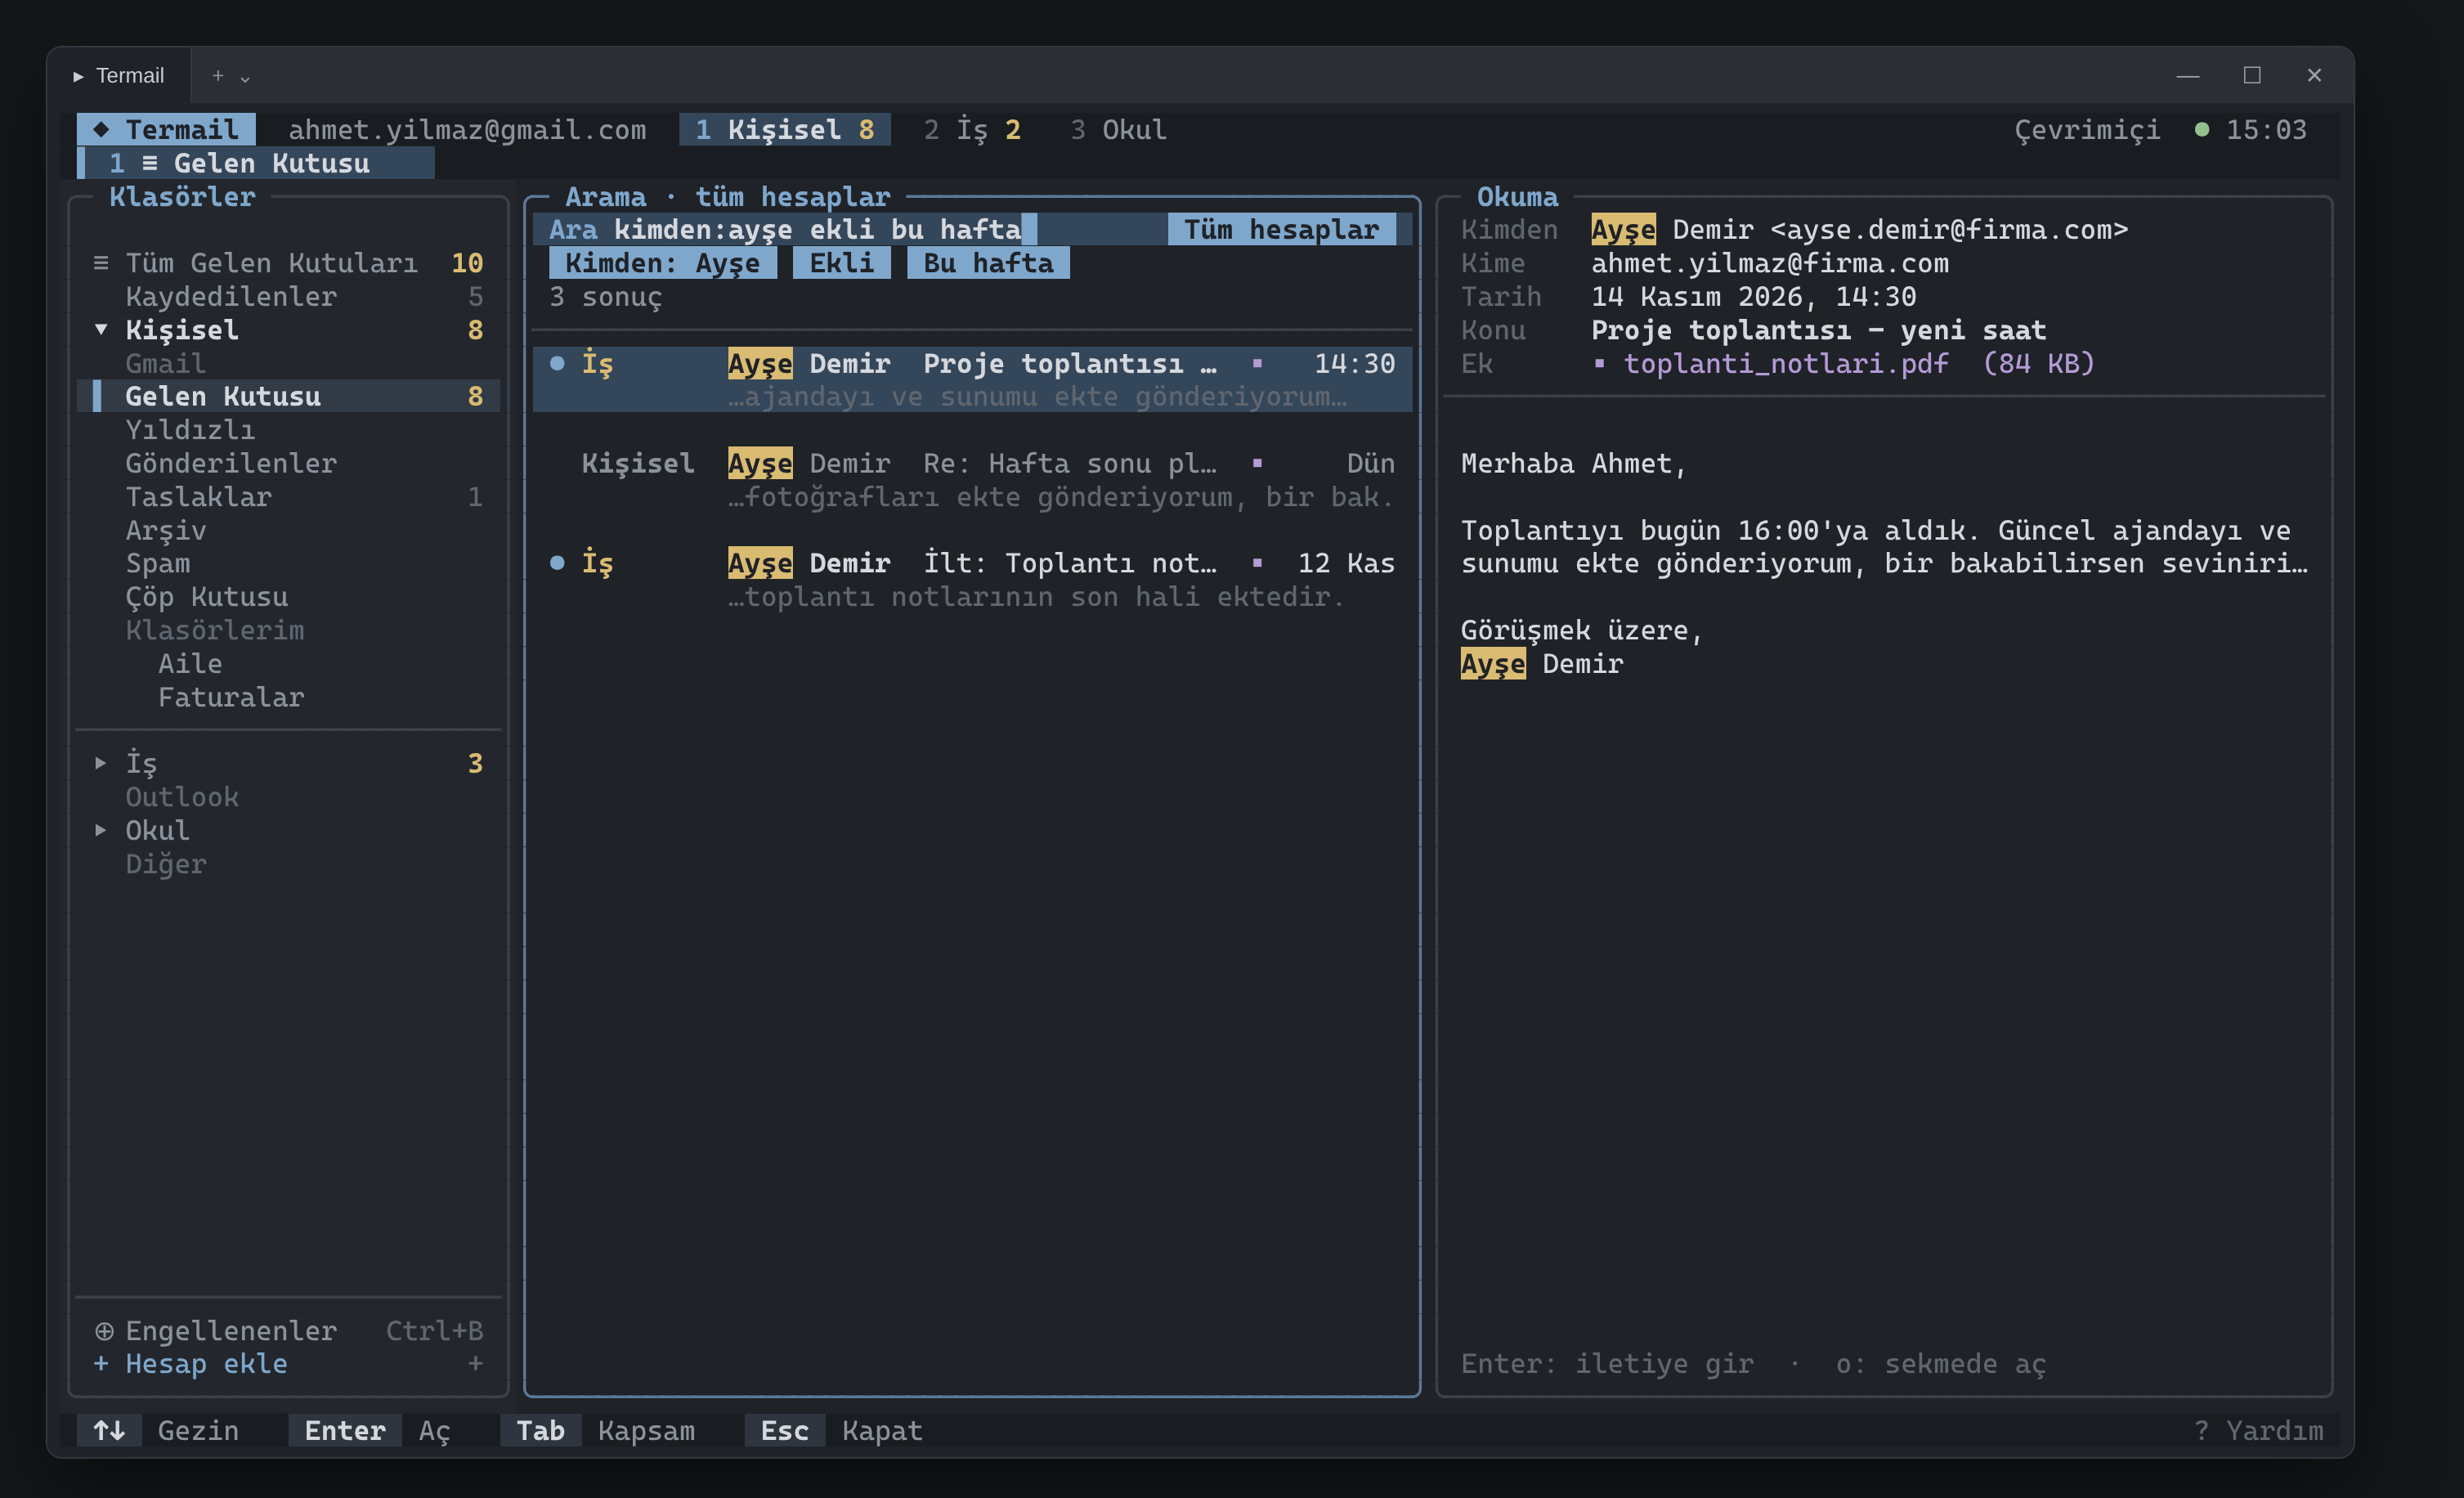 ▸ Termail + ⌄ — ☐ ✕
◆ Termail ahmet.yilmaz@gmail.com 1 Kişisel 8 2 İş 2 3 Okul Çevrimiçi ● 15:03
1 ≡ Gelen Kutusu
Klasörler
≡ Tüm Gelen Kutuları 10
Kaydedilenler 5
▼ Kişisel 8
Gmail
Gelen Kutusu 8
Yıldızlı
Gönderilenler
Taslaklar 1
Arşiv
Spam
Çöp Kutusu
Klasörlerim
Aile
Faturalar
▸ İş 3
Outlook
▸ Okul
Diğer
⊕ Engellenenler Ctrl+B
+ Hesap ekle +
Arama · tüm hesaplar
Ara kimden:ayşe ekli bu hafta Tüm hesaplar
Kimden: Ayşe Ekli Bu hafta
3 sonuç
● İş Ayşe Demir Proje toplantısı … ▪ 14:30
…ajandayı ve sunumu ekte gönderiyorum…
Kişisel Ayşe Demir Re: Hafta sonu pl… ▪ Dün
…fotoğrafları ekte gönderiyorum, bir bak.
● İş Ayşe Demir İlt: Toplantı not… ▪ 12 Kas
…toplantı notlarının son hali ektedir.
Okuma
Kimden Ayşe Demir <ayse.demir@firma.com>
Kime ahmet.yilmaz@firma.com
Tarih 14 Kasım 2026, 14:30
Konu Proje toplantısı — yeni saat
Ek ▪ toplanti_notlari.pdf (84 KB)
Merhaba Ahmet,
Toplantıyı bugün 16:00'ya aldık. Güncel ajandayı ve
sunumu ekte gönderiyorum, bir bakabilirsen seviniri…
Görüşmek üzere,
Ayşe Demir
Enter: iletiye gir · o: sekmede aç
↑↓ Gezin Enter Aç Tab Kapsam Esc Kapat ? Yardım